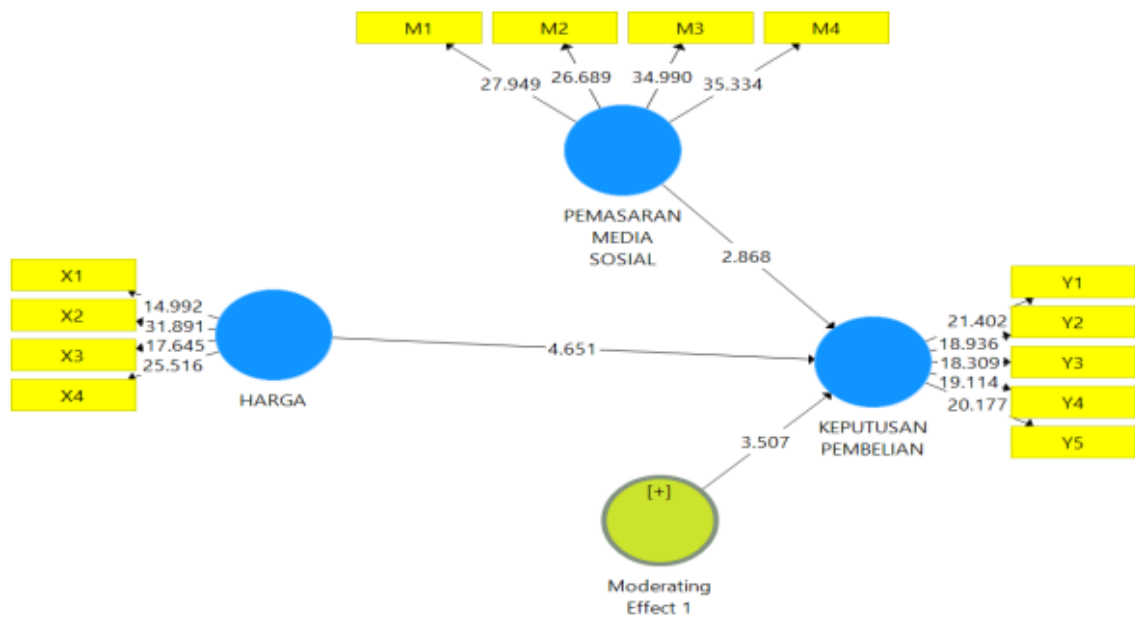 M1
M2
M3
M4
27.949
26.689
34.990
35.334
PEMASARAN
MEDIA
SOSIAL
2.868
X1
X2
X3
X4
14.992
31.891
17.645
25.516
HARGA
4.651
Y1
Y2
Y3
Y4
Y5
21.402
18.936
18.309
19.114
20.177
KEPUTUSAN
PEMBELIAN
3.507
[+]
Moderating
Effect 1